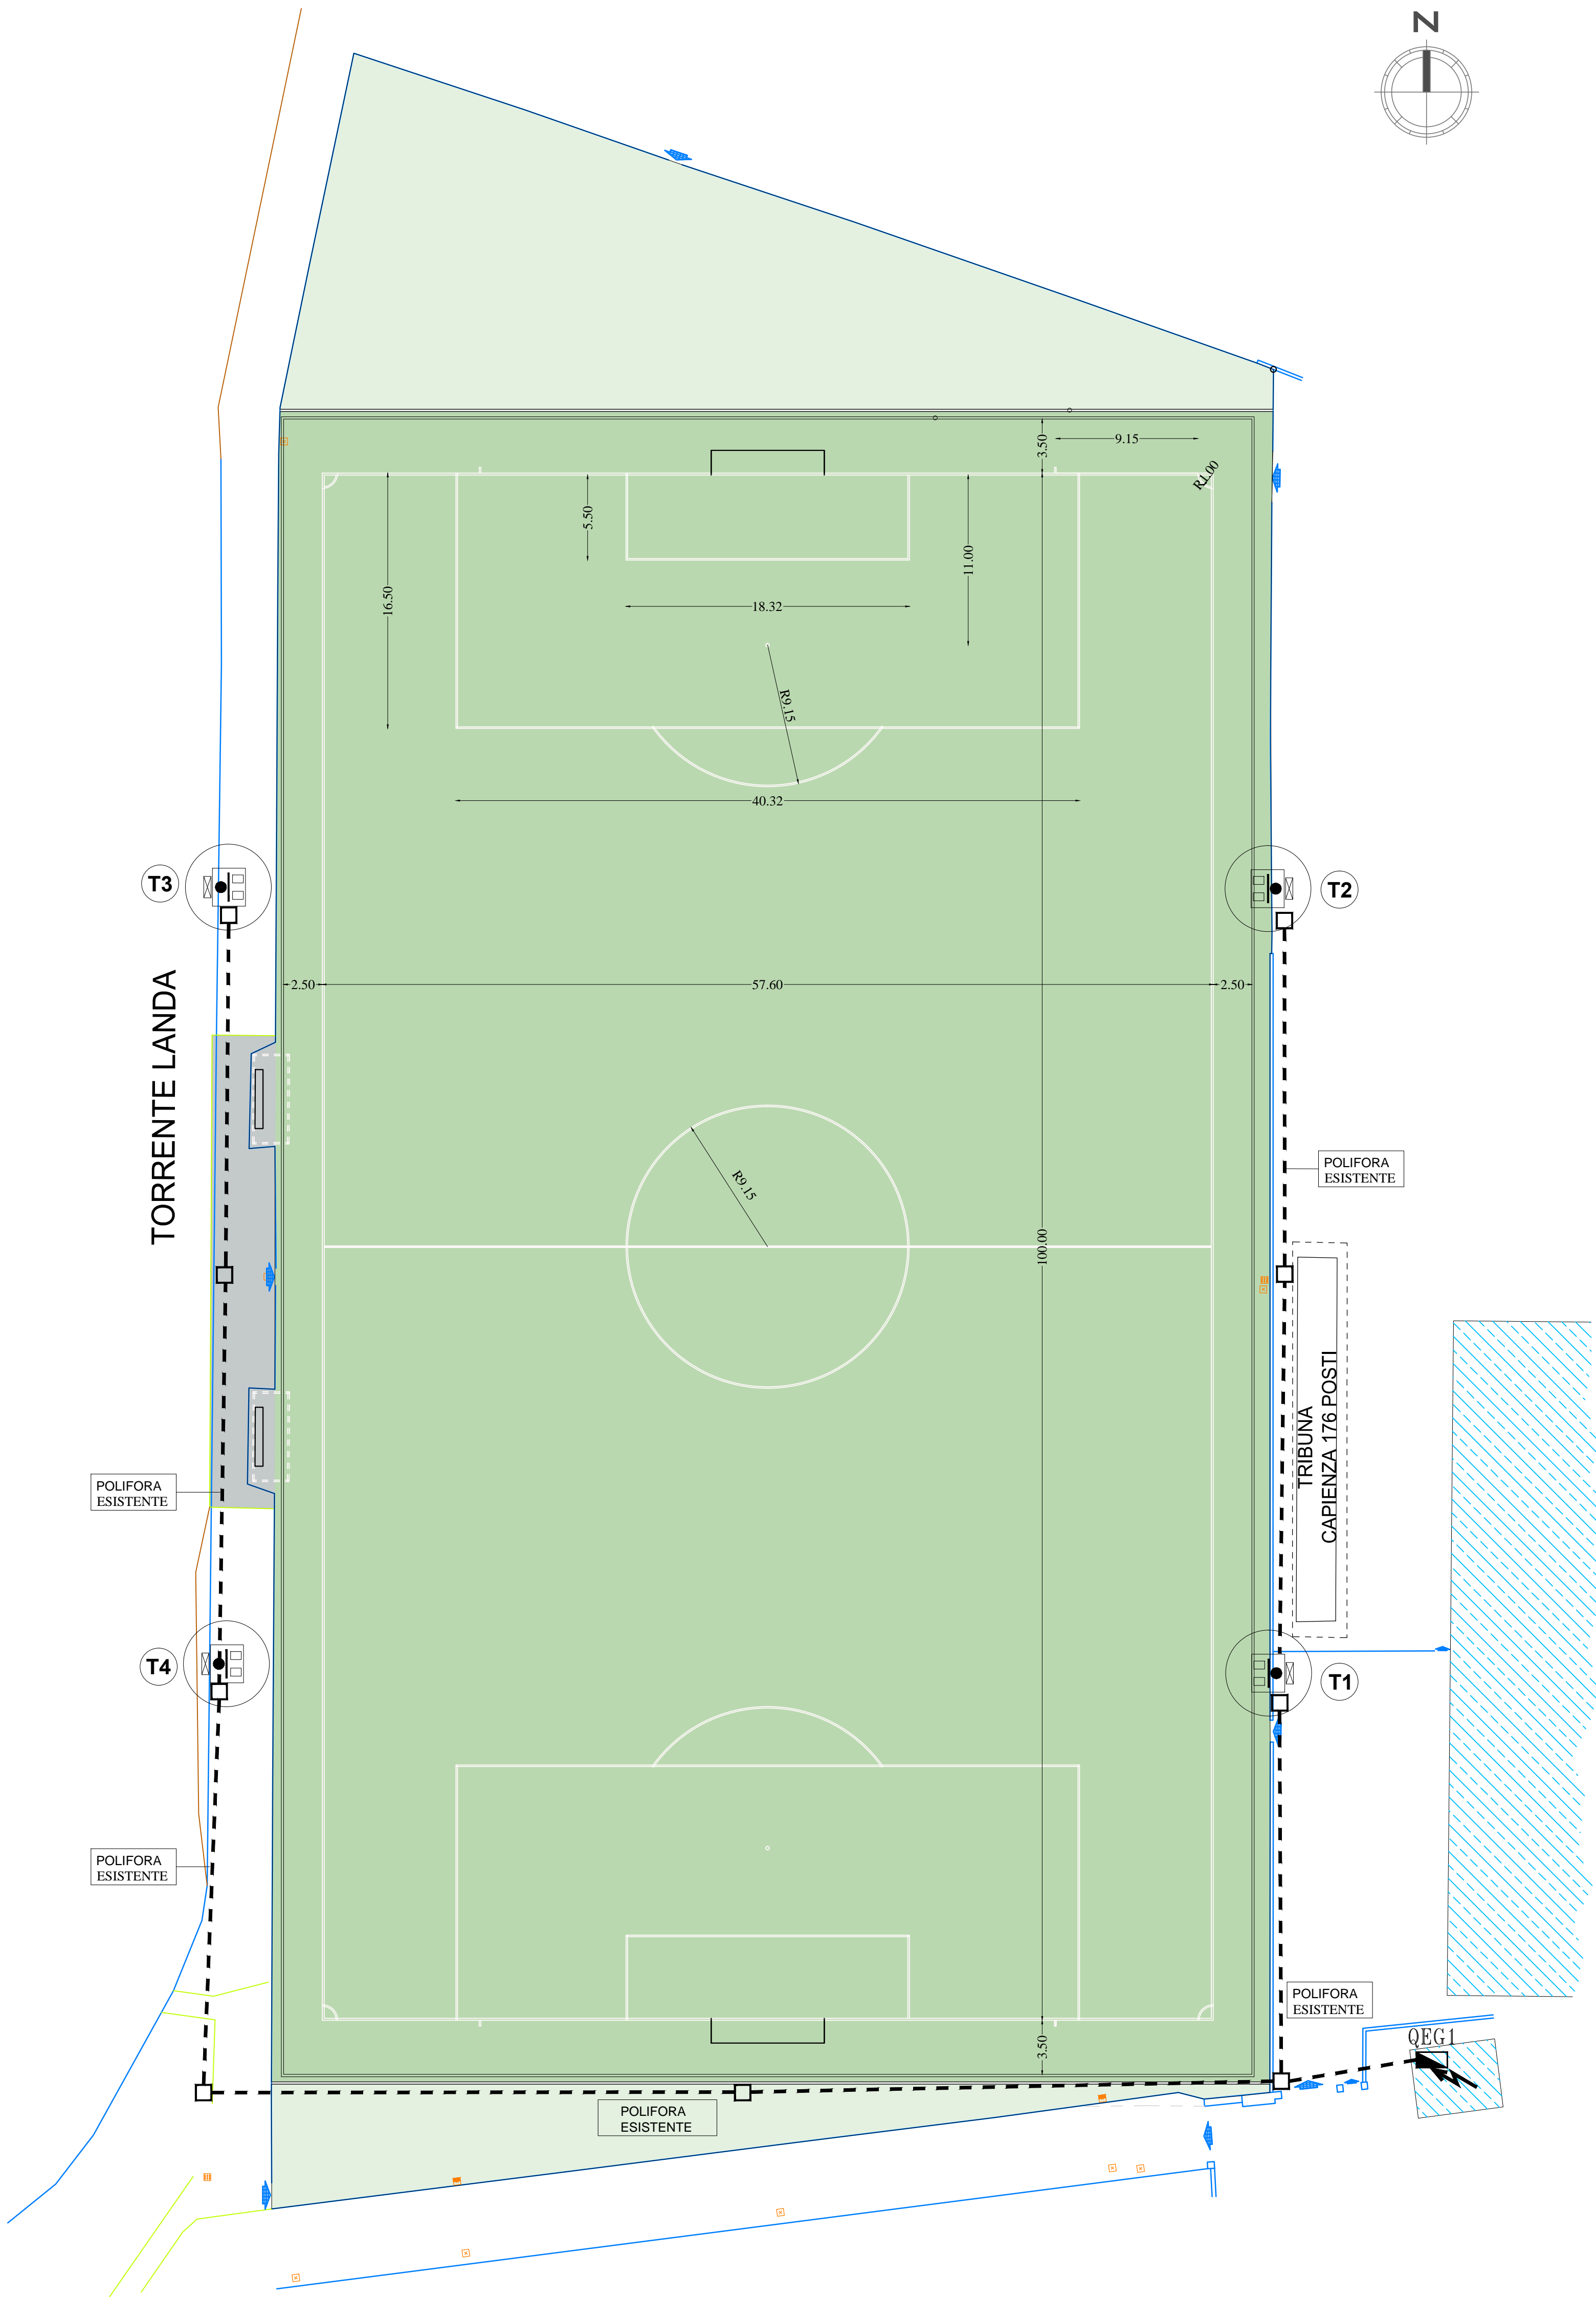 N
3.50
9.15
R1.00
5.50
11.00
16.50
18.32
R9.15
40.32
T3
T2
2.50
57.60
2.50
TORRENTE LANDA
R9.15
POLIFORA
ESISTENTE
100.00
TRIBUNA
CAPIENZA 176 POSTI
POLIFORA
ESISTENTE
T4
T1
POLIFORA
ESISTENTE
POLIFORA
ESISTENTE
QEG1
3.50
POLIFORA
ESISTENTE